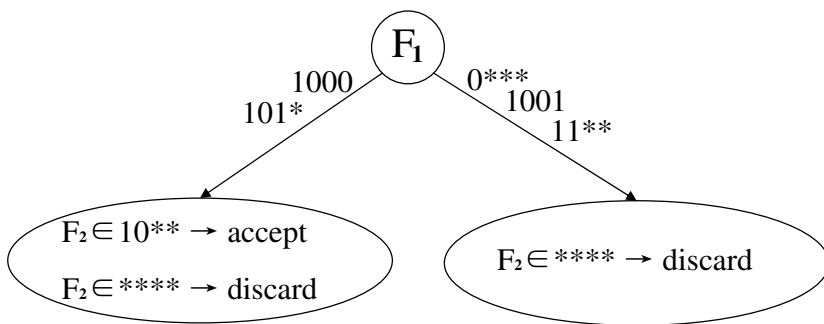 F₁
1000
101*
0***
1001
11**
F₂ ∈ 10** → accept
F₂ ∈ **** → discard
F₂ ∈ **** → discard